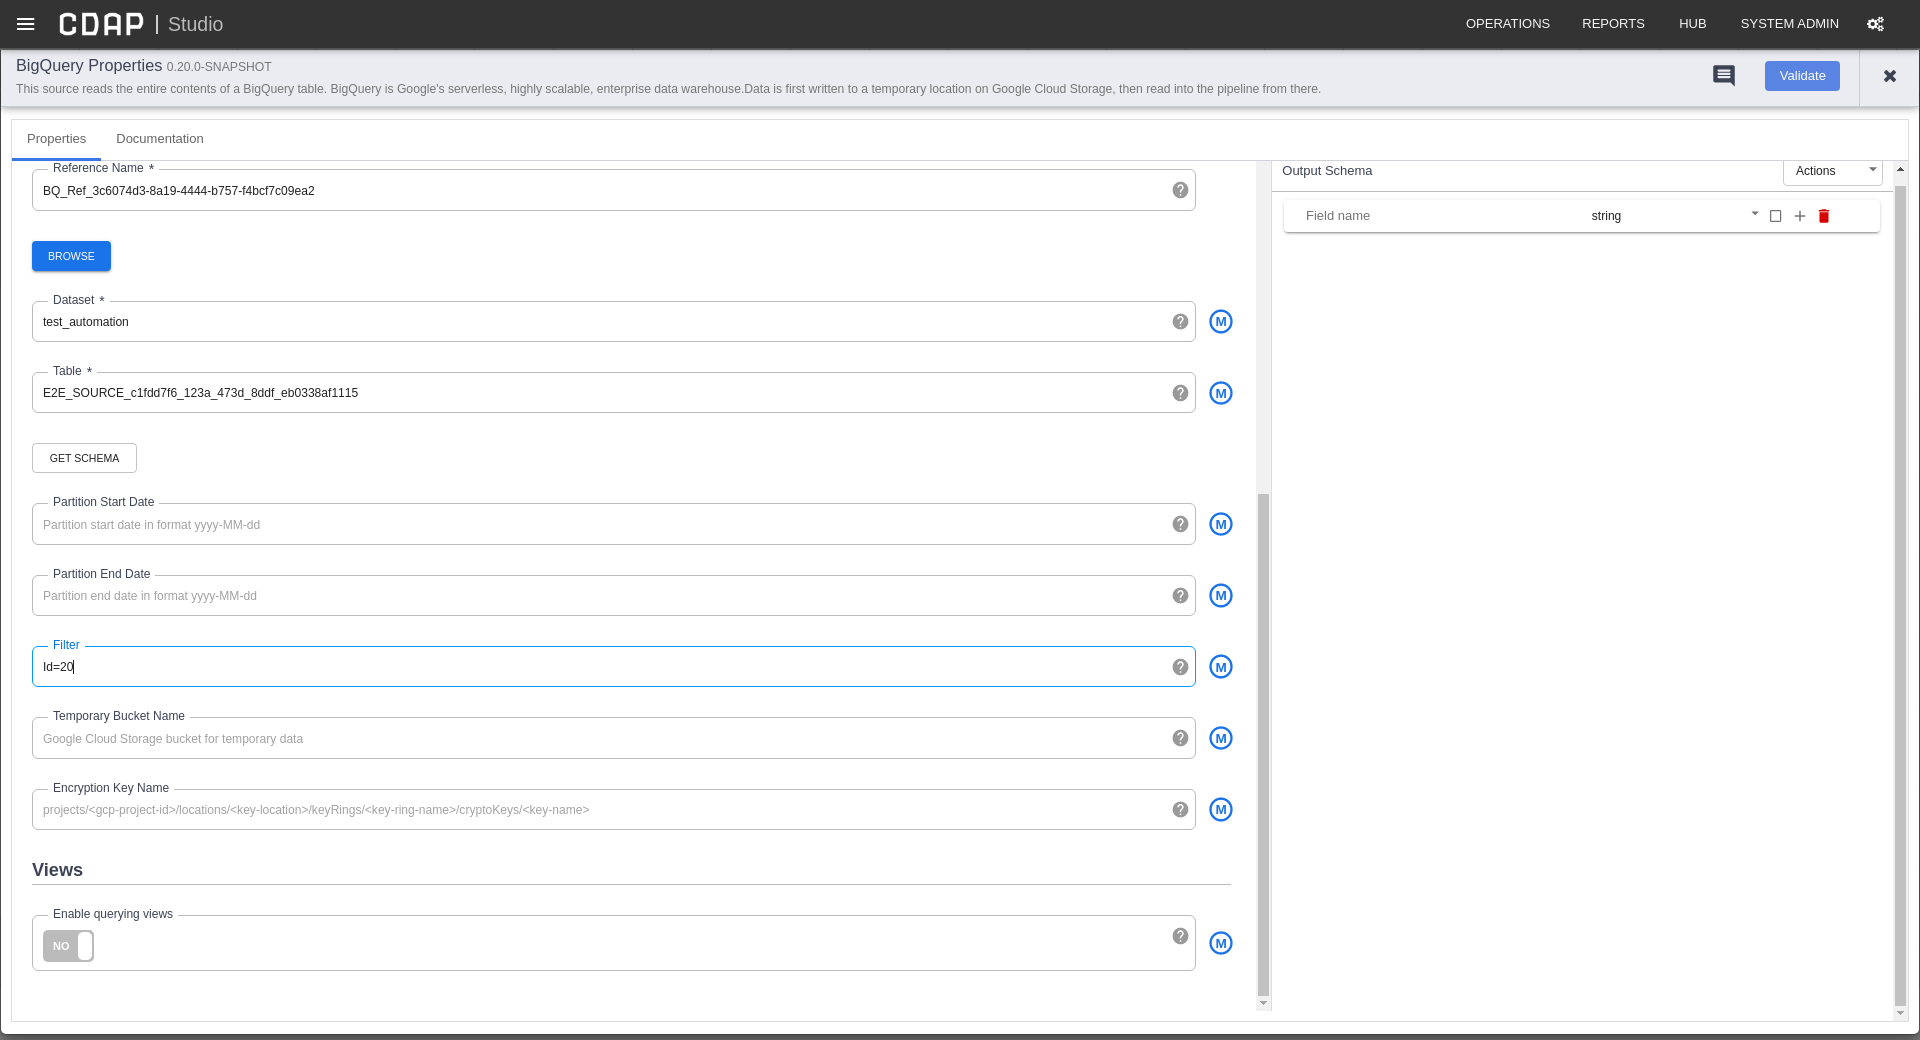 CDAP | Studio
OPERATIONS REPORTS HUB SYSTEM ADMIN
BigQuery Properties 0.20.0-SNAPSHOT
This source reads the entire contents of a BigQuery table. BigQuery is Google's serverless, highly scalable, enterprise data warehouse.Data is first written to a temporary location on Google Cloud Storage, then read into the pipeline from there.
Validate
Properties Documentation
Reference Name *
BQ_Ref_3c6074d3-8a19-4444-b757-f4bcf7c09ea2
BROWSE
Dataset *
test_automation
M
Table *
E2E_SOURCE_c1fdd7f6_123a_473d_8ddf_eb0338af1115
M
GET SCHEMA
Partition Start Date
Partition start date in format yyyy-MM-dd
M
Partition End Date
Partition end date in format yyyy-MM-dd
M
Filter
Id=20
M
Temporary Bucket Name
Google Cloud Storage bucket for temporary data
M
Encryption Key Name
projects/<gcp-project-id>/locations/<key-location>/keyRings/<key-ring-name>/cryptoKeys/<key-name>
M
Views
Enable querying views
NO
M
Output Schema
Actions
Field name string